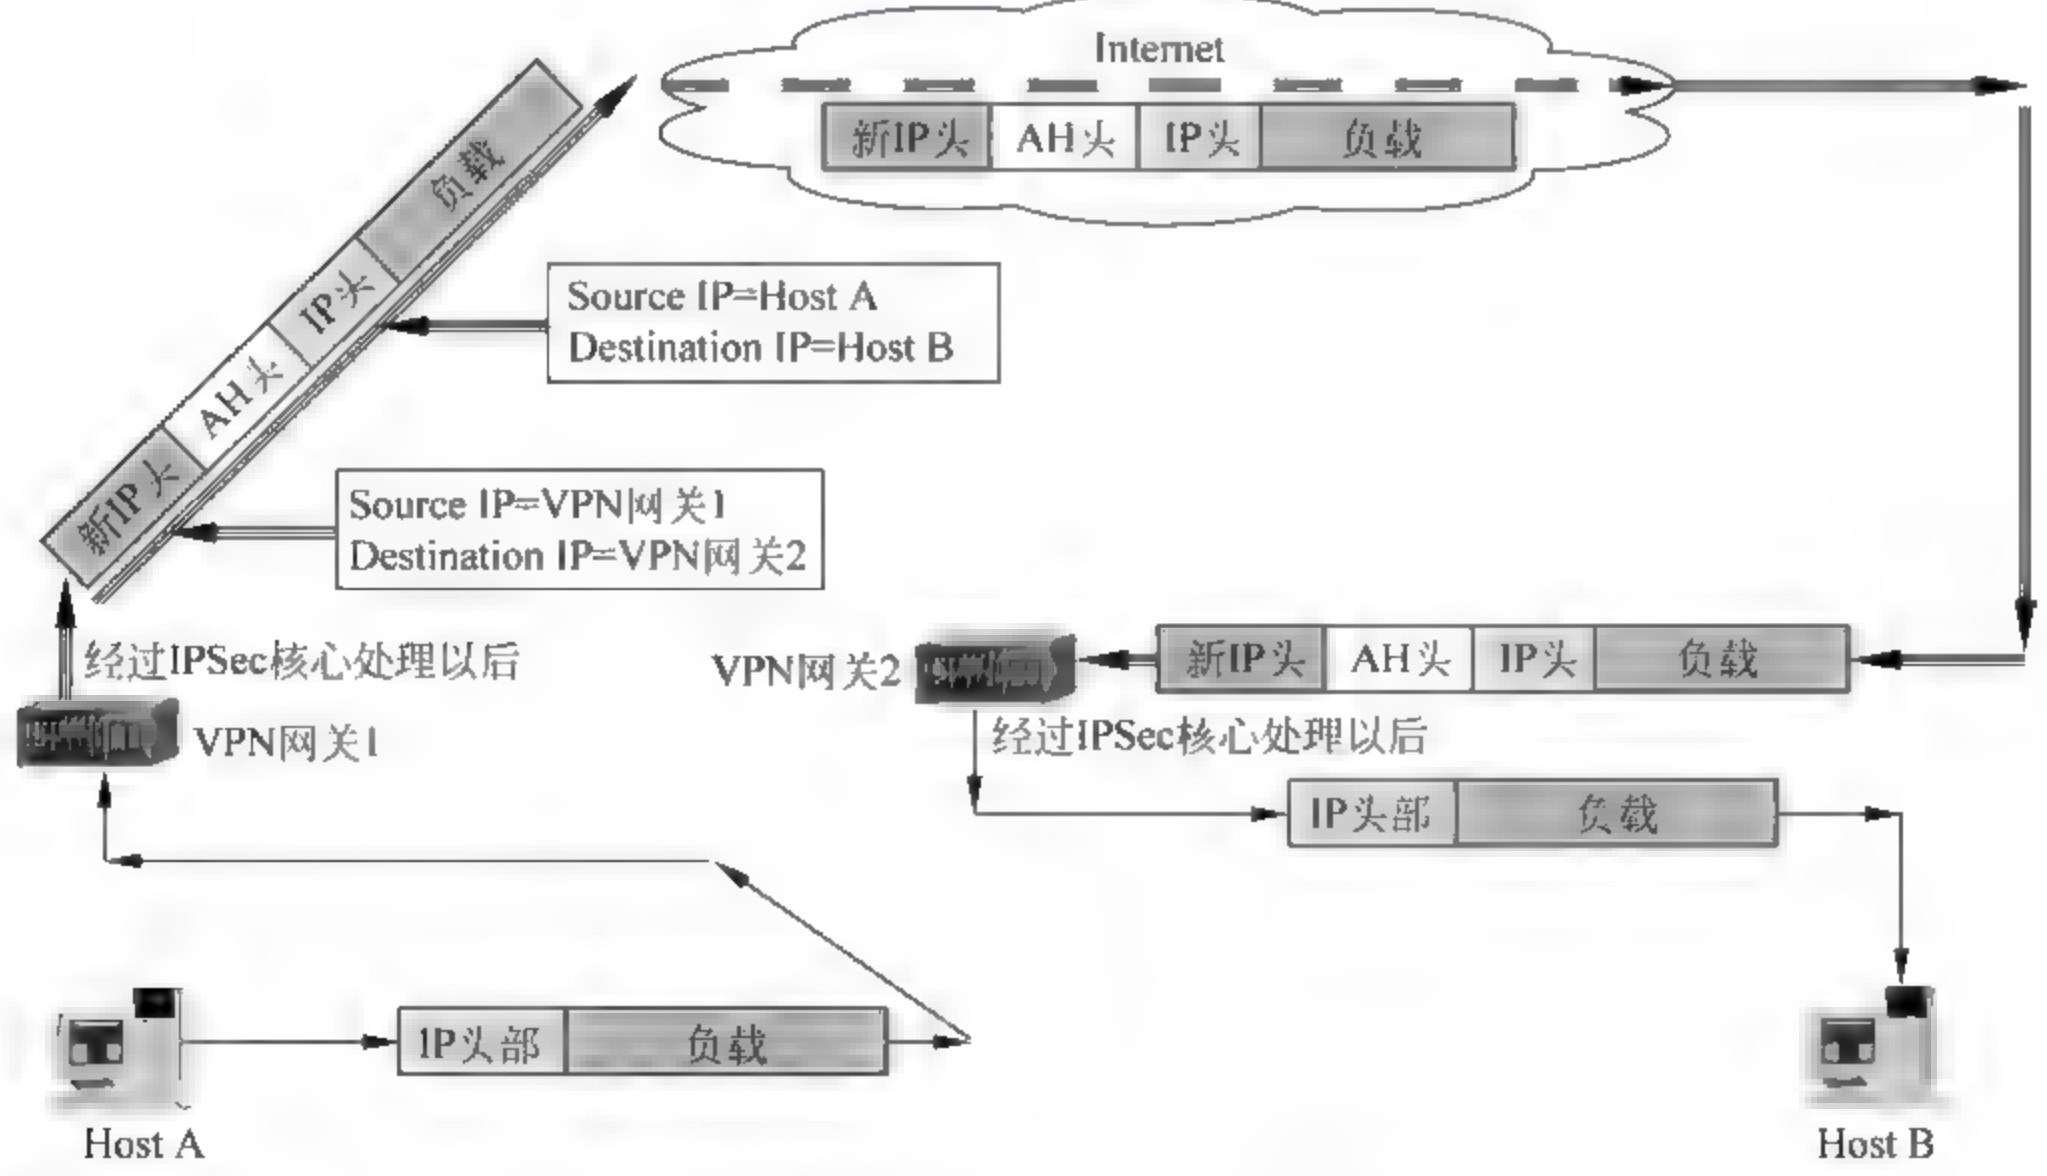 Internet
新IP头 AH头 IP头 负载
新IP头 AH头 IP头 负载
Source IP=Host A
Destination IP=Host B
Source IP=VPN网关1
Destination IP=VPN网关2
经过IPSec核心处理以后
VPN网关1
VPN网关2
新IP头 AH头 IP头 负载
经过IPSec核心处理以后
IP头部 负载
IP头部 负载
Host A
Host B